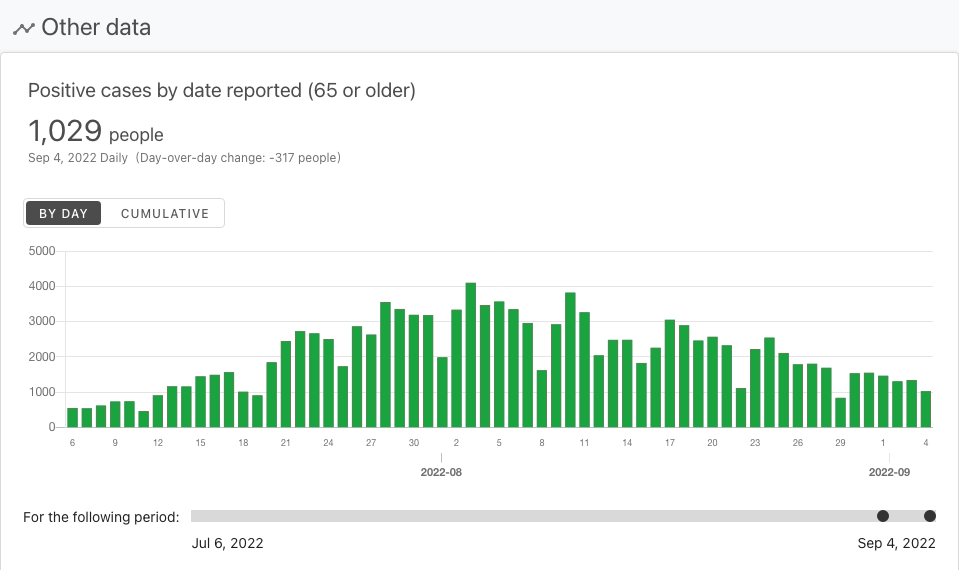 Other data
Positive cases by date reported (65 or older)
1,029 people
Sep 4, 2022 Daily (Day-over-day change: -317 people)
BY DAY CUMULATIVE
5000
4000
3000
2000
1000
0
6 9 12 15 18 21 24 27 30 2 5 8 11 14 17 20 23 26 29 1 4
2022-08 2022-09
For the following period:
Jul 6, 2022 Sep 4, 2022